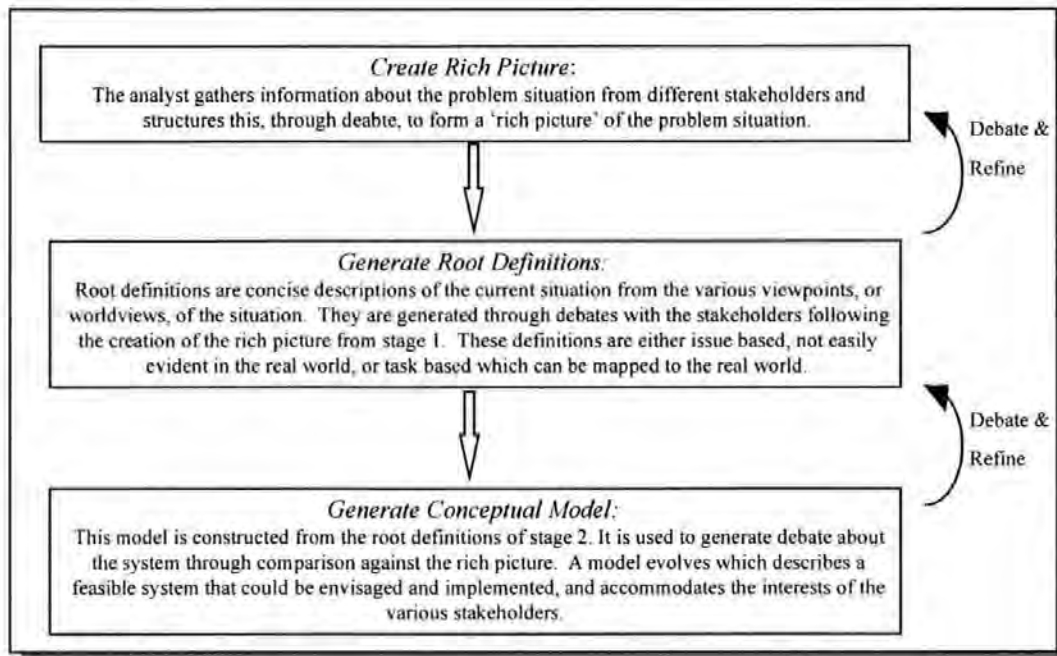 Create Rich Picture:
The analyst gathers information about the problem situation from different stakeholders and
structures this, through deabte, to form a ‘rich picture’ of the problem situation.
Debate &
Refine
Generate Root Definitions:
Root definitions are concise descriptions of the current situation from the various viewpoints, or
worldviews, of the situation. They are generated through debates with the stakeholders following
the creation of the rich picture from stage 1. These definitions are either issue based, not easily
evident in the real world, or task based which can be mapped to the real world.
Debate &
Refine
Generate Conceptual Model:
This model is constructed from the root definitions of stage 2. It is used to generate debate about
the system through comparison against the rich picture. A model evolves which describes a
feasible system that could be envisaged and implemented, and accommodates the interests of the
various stakeholders.